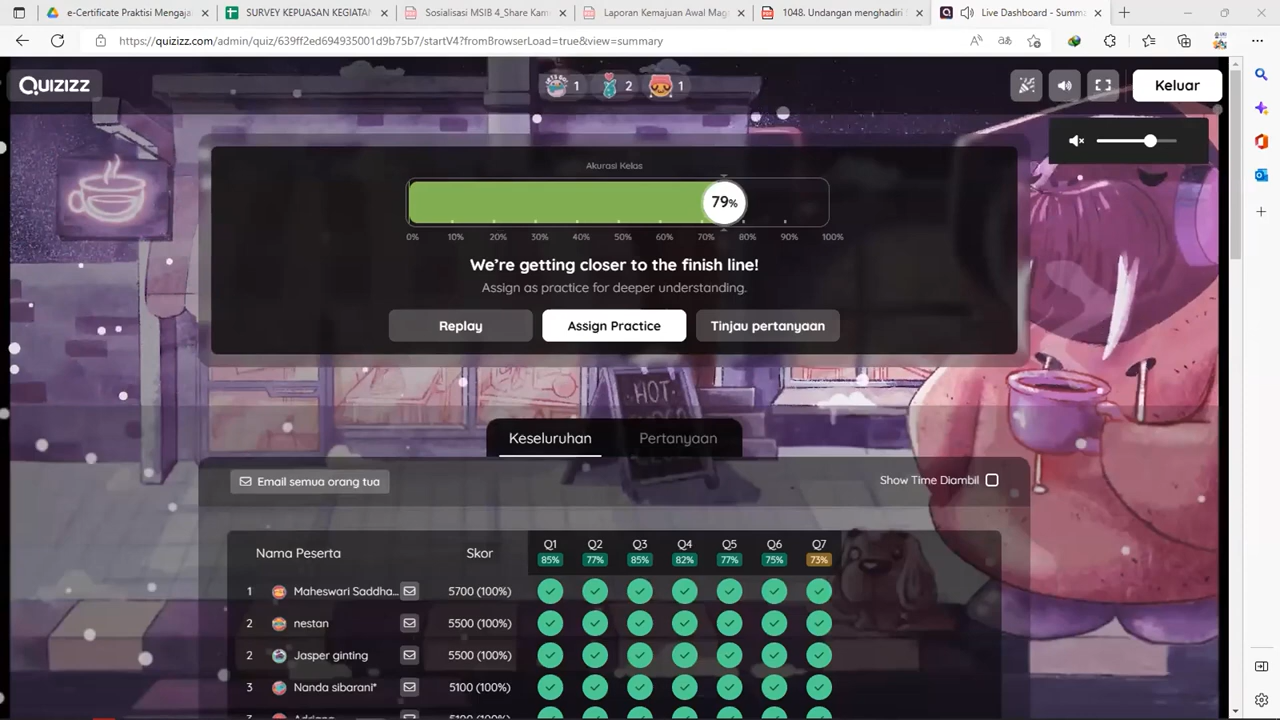 e-Certificate Praktisi Mengajar
SURVEY KEPUASAN KEGIATAN
Sosialisasi MSB 4_Share Kam
Laporan Kemajuan Awal Mag
1048. Undangan menghadiri S
Live Dashboard - Summa
https://quizizz.com/admin/quiz/639ff2ed694935001d9b75b7/startV4?fromBrowserLoad=true&view=summary
QUIZIZZ
1 2 1
Keluar
Akurasi Kelas
79%
0% 10% 20% 30% 40% 50% 60% 70% 80% 90% 100%
We're getting closer to the finish line!
Assign as practice for deeper understanding.
Replay
Assign Practice
Tinjau pertanyaan
HOT
Keseluruhan
Pertanyaan
Email semua orang tua
Show Time Diambil
Nama Peserta Skor Q1 Q2 Q3 Q4 Q5 Q6 Q7
85% 77% 85% 82% 77% 75% 73%
1 Maheswari Saddha... 5700 (100%)
2 nestan 5500 (100%)
2 Jasper ginting 5500 (100%)
3 Nanda sibarani* 5100 (100%)